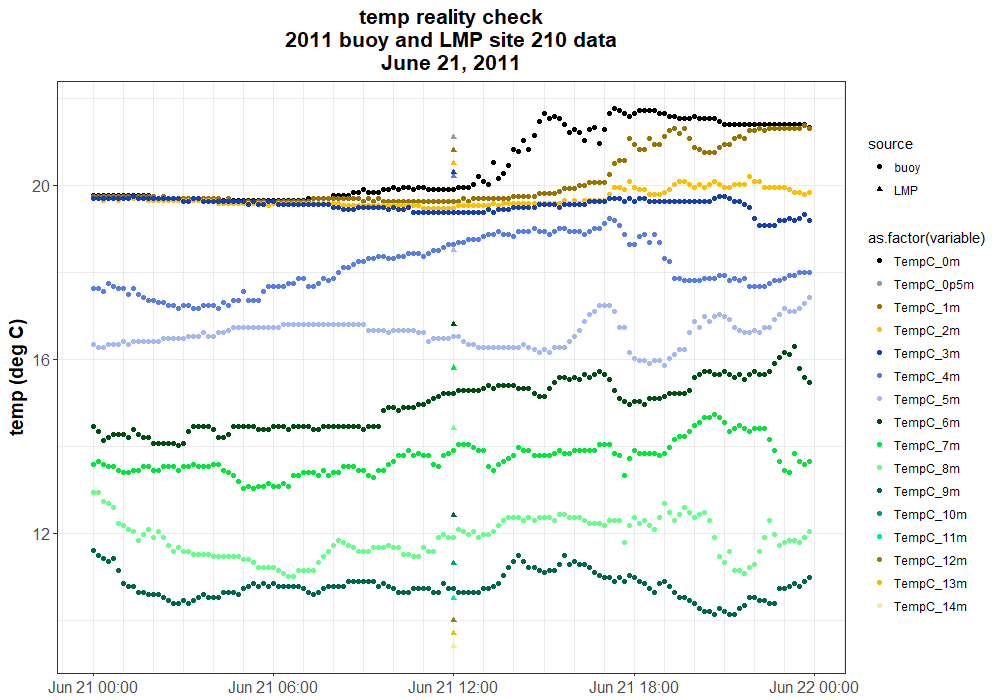 temp reality check
2011 buoy and LMP site 210 data
June 21, 2011
temp (deg C)
20
16
12
Jun 21 00:00
Jun 21 06:00
Jun 21 12:00
Jun 21 18:00
Jun 22 00:00
source
buoy
LMP
as.factor(variable)
TempC_0m
TempC_0p5m
TempC_1m
TempC_2m
TempC_3m
TempC_4m
TempC_5m
TempC_6m
TempC_7m
TempC_8m
TempC_9m
TempC_10m
TempC_11m
TempC_12m
TempC_13m
TempC_14m